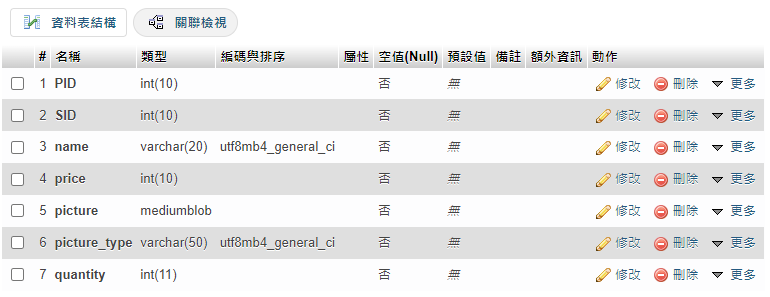 資料表結構 關聯檢視
# 名稱 類型 編碼與排序 屬性 空值(Null) 預設值 備註 額外資訊 動作
1 PID int(10) 否 無 修改 刪除 更多
2 SID int(10) 否 無 修改 刪除 更多
3 name varchar(20) utf8mb4_general_ci 否 無 修改 刪除 更多
4 price int(10) 否 無 修改 刪除 更多
5 picture mediumblob 否 無 修改 刪除 更多
6 picture_type varchar(50) utf8mb4_general_ci 否 無 修改 刪除 更多
7 quantity int(11) 否 無 修改 刪除 更多